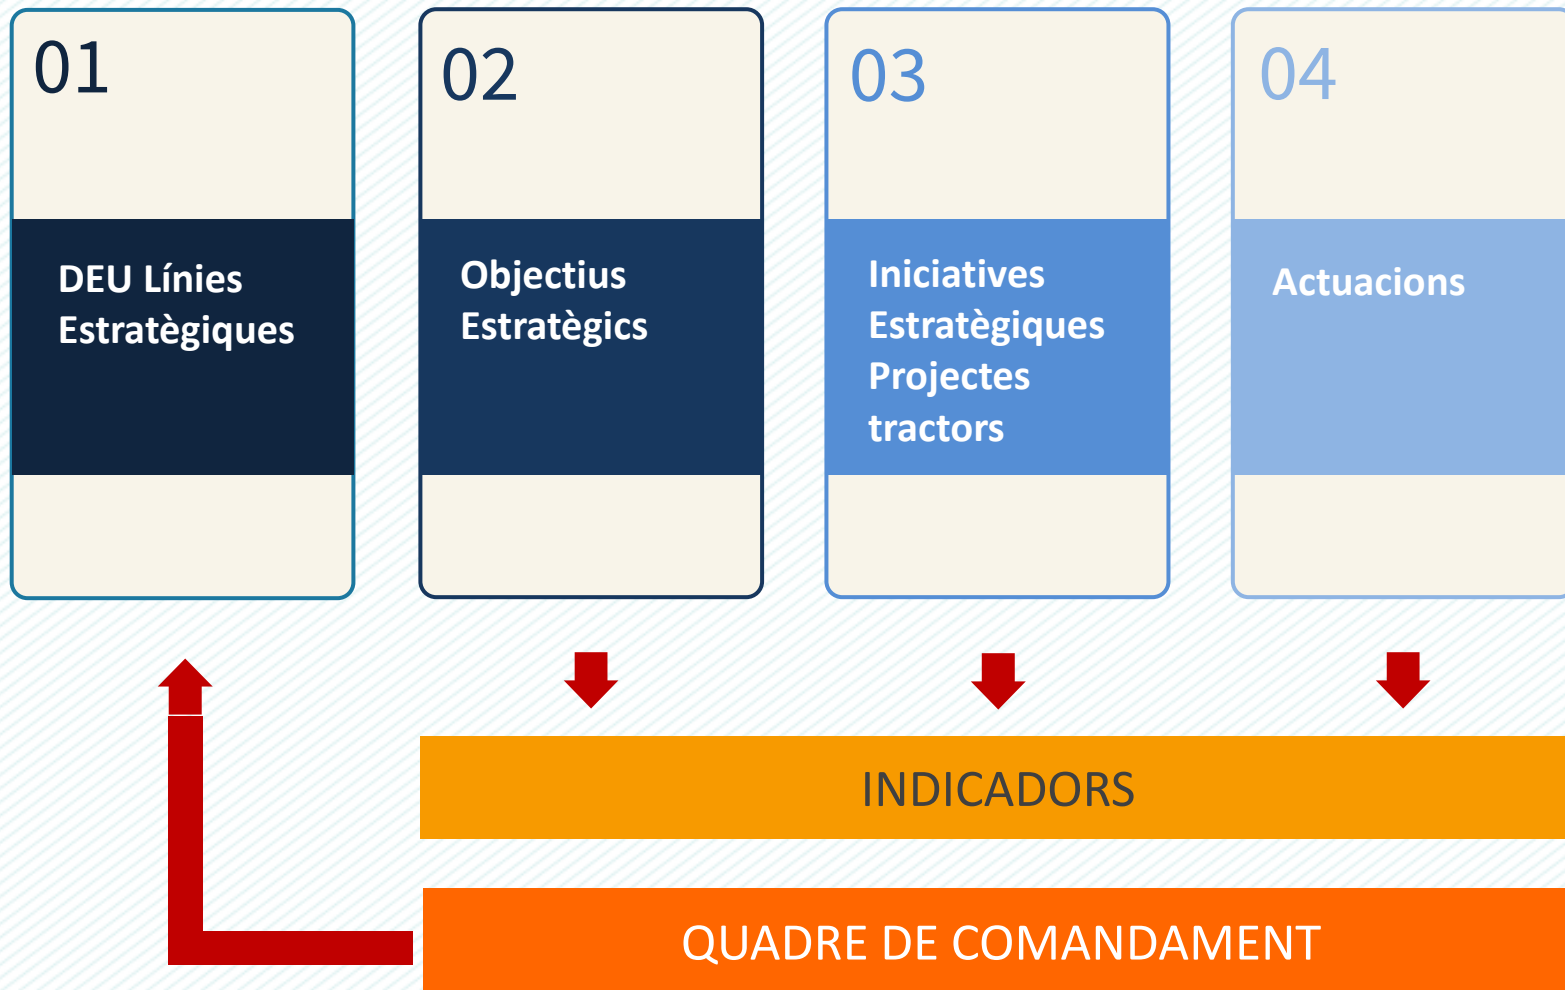 01
DEU Línies
Estratègiques
02
Objectius
Estratègics
03
Iniciatives
Estratègiques
Projectes
tractors
04
Actuacions
INDICADORS
QUADRE DE COMANDAMENT